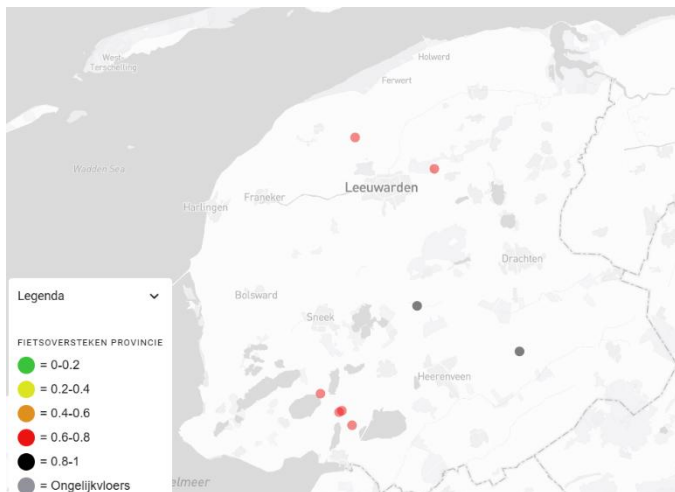 West-
Terschelling
Holwerd
Ferwert
Wadden Sea
Leeuwarden
Harlingen
Franeker
Drachten
Bolsward
Sneek
Heerenveen
elmeer
Legenda
FIETSOVERSTEKEN PROVINCIE
= 0-0.2
= 0.2-0.4
= 0.4-0.6
= 0.6-0.8
= 0.8-1
= Ongelijkvloers